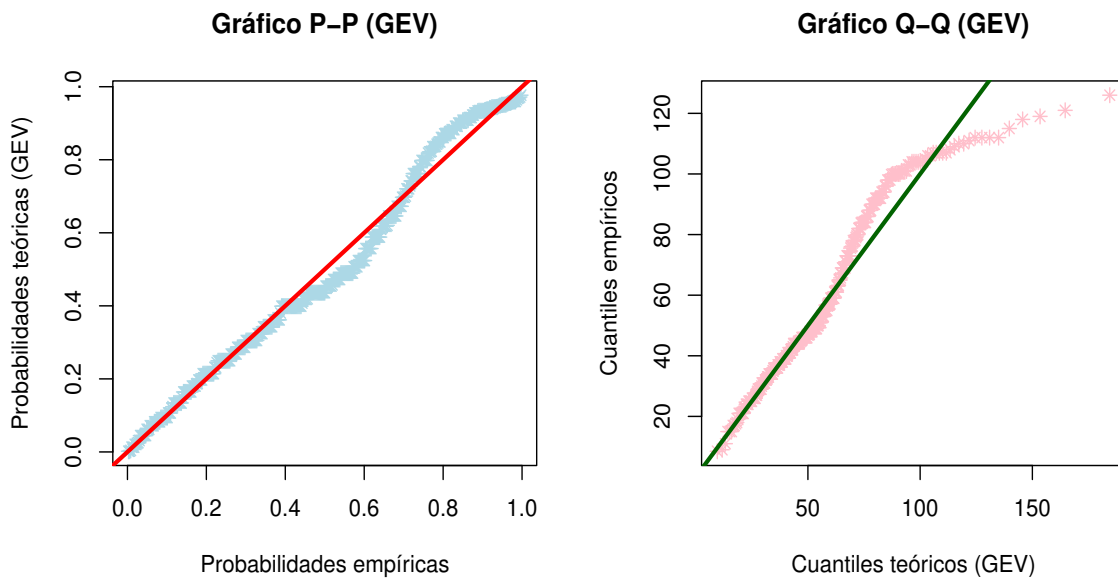 Gráfico P−P (GEV)
Probabilidades teóricas (GEV)
0.0 0.2 0.4 0.6 0.8 1.0
0.0 0.2 0.4 0.6 0.8 1.0
Probabilidades empíricas
Gráfico Q−Q (GEV)
Cuantiles empíricos
20 40 60 80 100 120
50 100 150
Cuantiles teóricos (GEV)